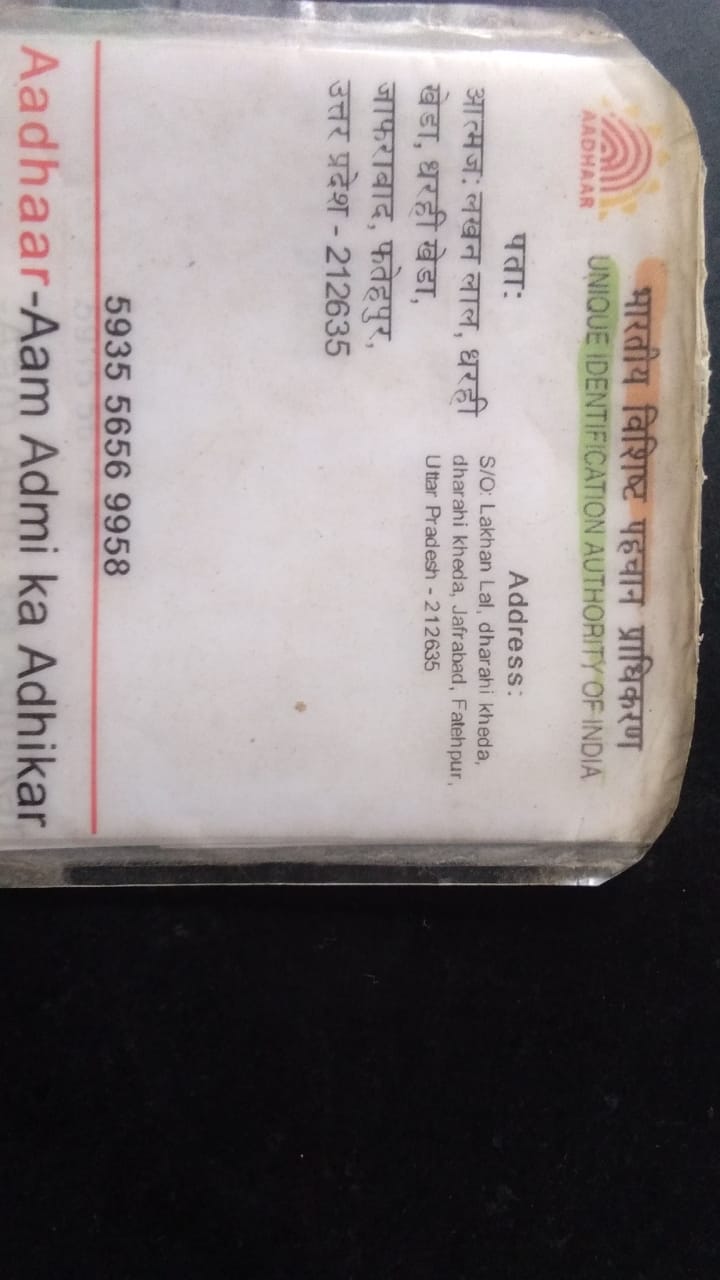 भारतीय विशिष्ट पहचान प्राधिकरण
UNIQUE IDENTIFICATION AUTHORITY OF INDIA
AADHAAR
पता:
आत्मज: लखन लाल, धरही
खेडा, धरही खेडा,
जाफराबाद, फतेहपुर,
उत्तर प्रदेश - 212635
Address:
S/O: Lakhan Lal, dharahi kheda,
dharahi kheda, Jafrabad, Fatehpur,
Uttar Pradesh - 212635
5935 5656 9958
Aadhaar-Aam Admi ka Adhikar